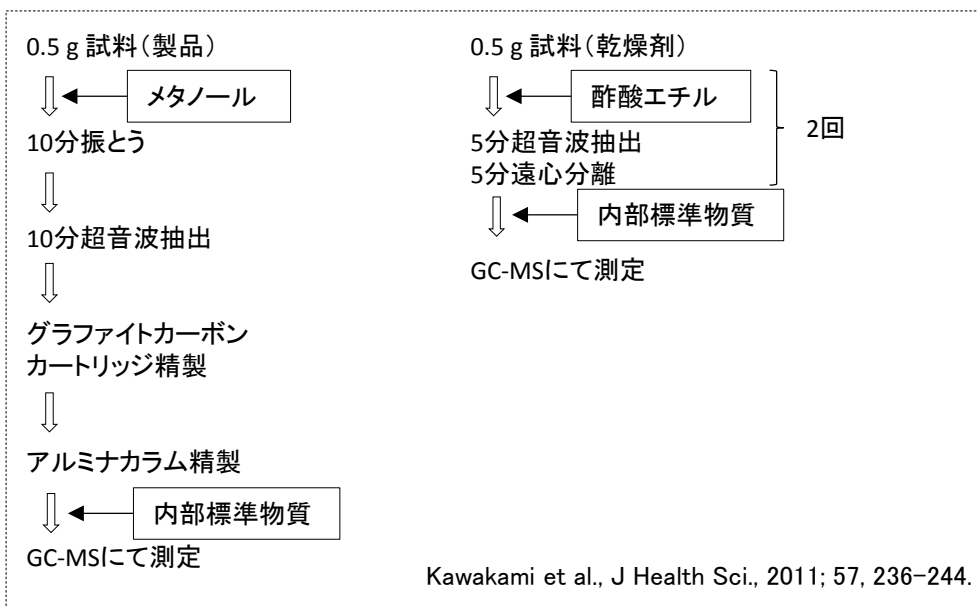 0.5 g 試料（製品）
メタノール
10分振とう
10分超音波抽出
グラファイトカーボン
カートリッジ精製
アルミナカラム精製
内部標準物質
GC-MSにて測定
0.5 g 試料（乾燥剤）
酢酸エチル
5分超音波抽出
5分遠心分離
2回
内部標準物質
GC-MSにて測定
Kawakami et al., J Health Sci., 2011; 57, 236-244.